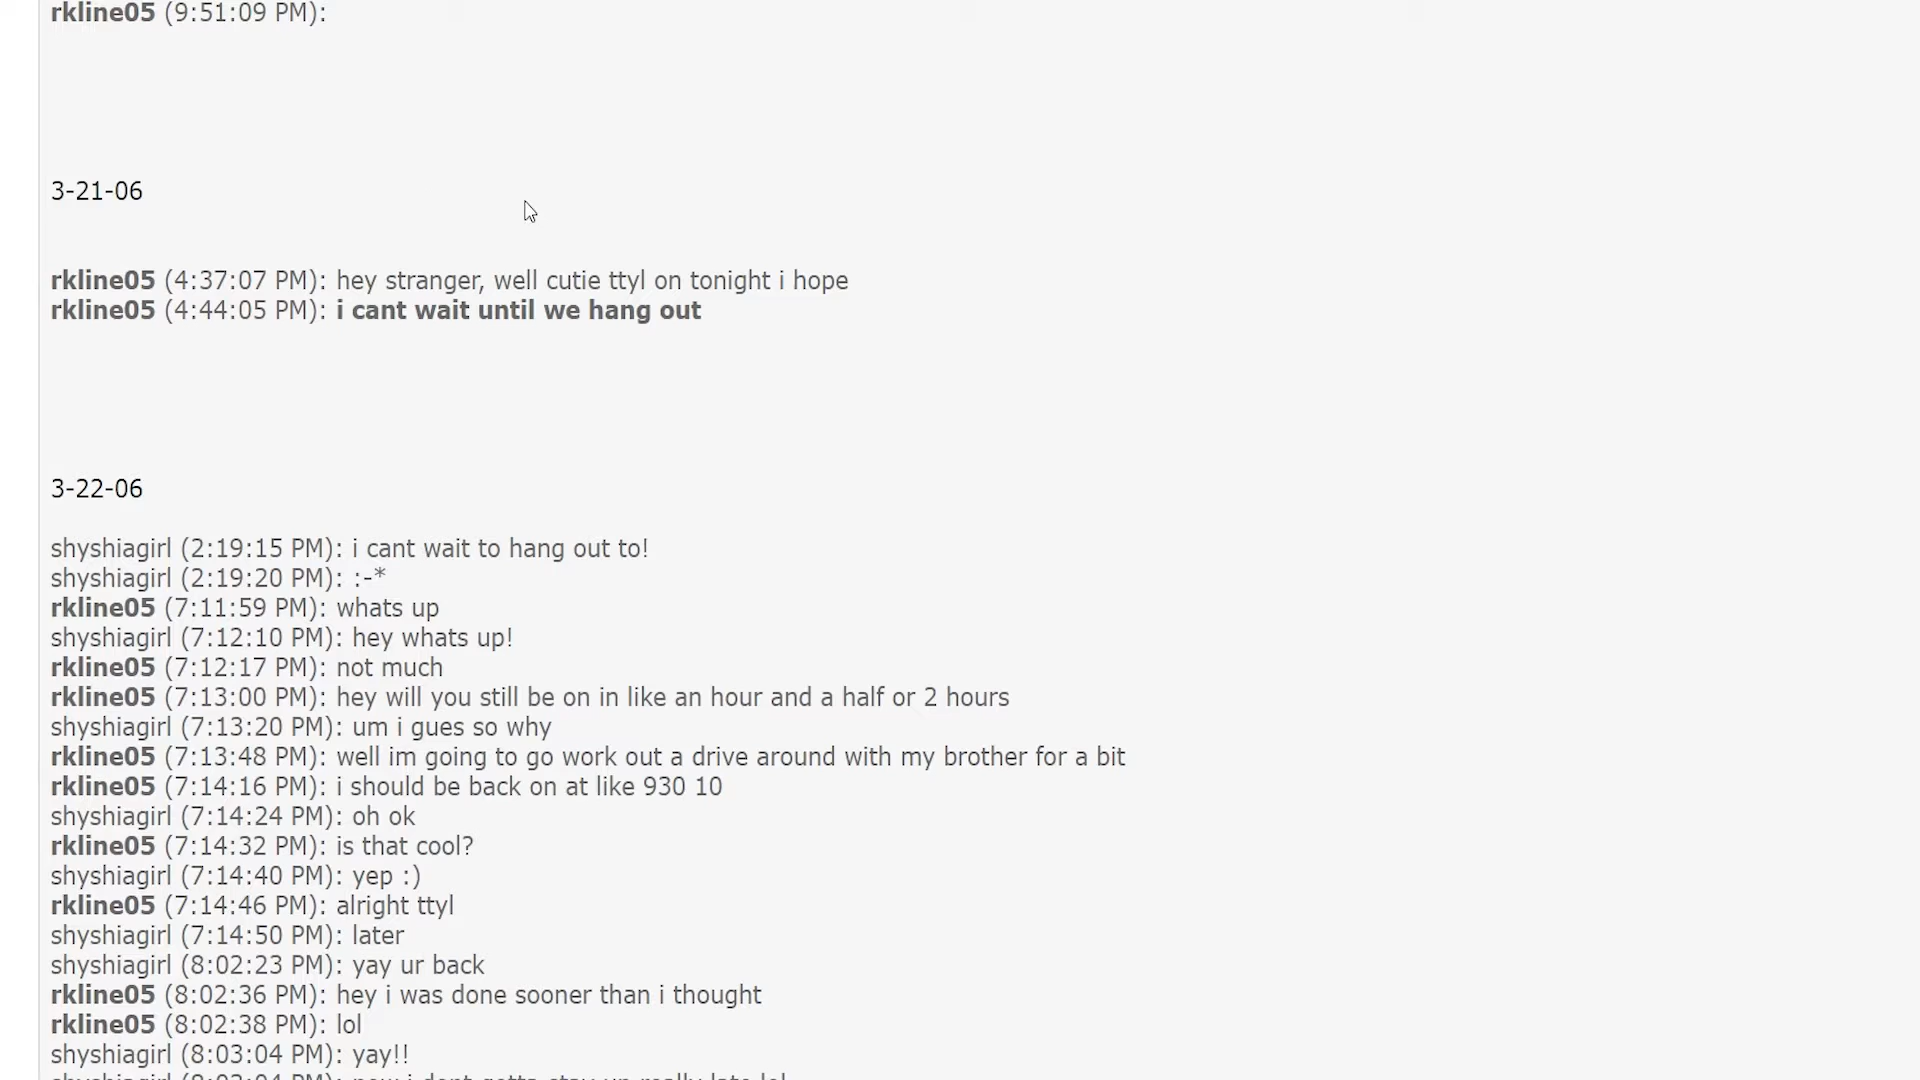 rkline05 (9:51:09 PM):
3-21-06
rkline05 (4:37:07 PM): hey stranger, well cutie ttyl on tonight i hope
rkline05 (4:44:05 PM): i cant wait until we hang out
3-22-06
shyshiagirl (2:19:15 PM): i cant wait to hang out to!
shyshiagirl (2:19:20 PM): :-*
rkline05 (7:11:59 PM): whats up
shyshiagirl (7:12:10 PM): hey whats up!
rkline05 (7:12:17 PM): not much
rkline05 (7:13:00 PM): hey will you still be on in like an hour and a half or 2 hours
shyshiagirl (7:13:20 PM): um i gues so why
rkline05 (7:13:48 PM): well im going to go work out a drive around with my brother for a bit
rkline05 (7:14:16 PM): i should be back on at like 930 10
shyshiagirl (7:14:24 PM): oh ok
rkline05 (7:14:32 PM): is that cool?
shyshiagirl (7:14:40 PM): yep :)
rkline05 (7:14:46 PM): alright ttyl
shyshiagirl (7:14:50 PM): later
shyshiagirl (8:02:23 PM): yay ur back
rkline05 (8:02:36 PM): hey i was done sooner than i thought
rkline05 (8:02:38 PM): lol
shyshiagirl (8:03:04 PM): yay!!